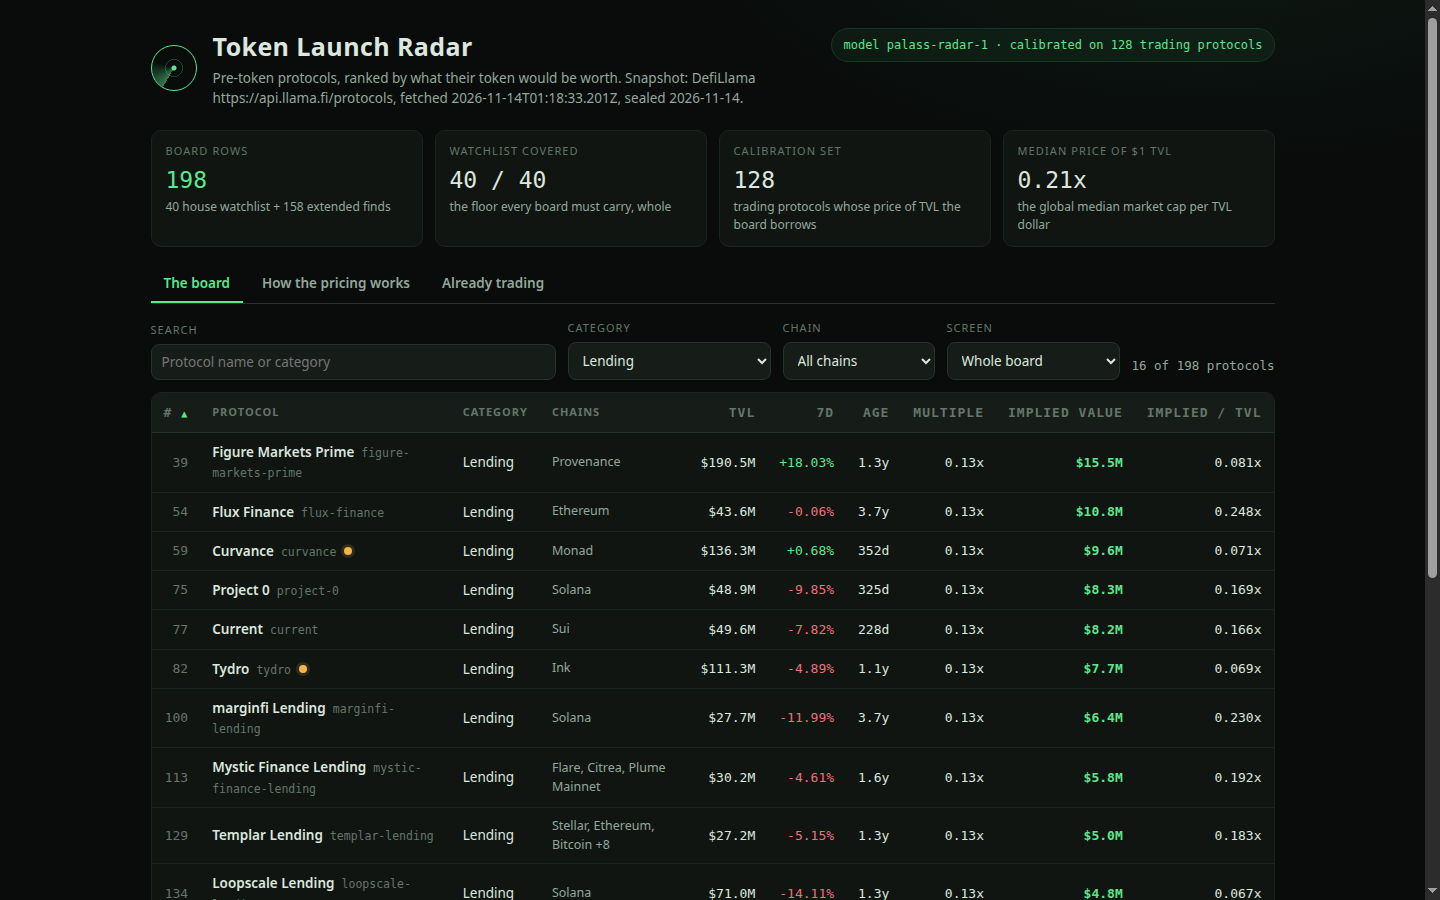 Token Launch Radar
Pre-token protocols, ranked by what their token would be worth. Snapshot: DefiLlama
https://api.llama.fi/protocols, fetched 2026-11-14T01:18:33.201Z, sealed 2026-11-14.
model palass-radar-1 · calibrated on 128 trading protocols
BOARD ROWS
198
40 house watchlist + 158 extended finds
WATCHLIST COVERED
40 / 40
the floor every board must carry, whole
CALIBRATION SET
128
trading protocols whose price of TVL the
board borrows
MEDIAN PRICE OF $1 TVL
0.21x
the global median market cap per TVL
dollar
The board How the pricing works Already trading
SEARCH CATEGORY CHAIN SCREEN
Protocol name or category Lending All chains Whole board 16 of 198 protocols
# ▲ PROTOCOL CATEGORY CHAINS TVL 7D AGE MULTIPLE IMPLIED VALUE IMPLIED / TVL
39 Figure Markets Prime figure-
markets-prime Lending Provenance $190.5M +18.03% 1.3y 0.13x $15.5M 0.081x
54 Flux Finance flux-finance Lending Ethereum $43.6M -0.06% 3.7y 0.13x $10.8M 0.248x
59 Curvance curvance Lending Monad $136.3M +0.68% 352d 0.13x $9.6M 0.071x
75 Project 0 project-0 Lending Solana $48.9M -9.85% 325d 0.13x $8.3M 0.169x
77 Current current Lending Sui $49.6M -7.82% 228d 0.13x $8.2M 0.166x
82 Tydro tydro Lending Ink $111.3M -4.89% 1.1y 0.13x $7.7M 0.069x
100 marginfi Lending marginfi-
lending Lending Solana $27.7M -11.99% 3.7y 0.13x $6.4M 0.230x
113 Mystic Finance Lending mystic-
finance-lending Lending Flare, Citrea, Plume
Mainnet $30.2M -4.61% 1.6y 0.13x $5.8M 0.192x
129 Templar Lending templar-lending Lending Stellar, Ethereum,
Bitcoin +8 $27.2M -5.15% 1.3y 0.13x $5.0M 0.183x
134 Loopscale Lending loopscale- Lending Solana $71.0M -14.11% 1.3y 0.13x $4.8M 0.067x